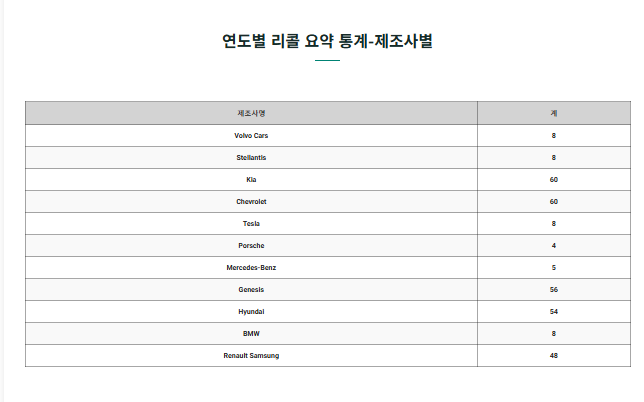 연도별 리콜 요약 통계-제조사별
제조사명 계
Volvo Cars 8
Stellantis 8
Kia 60
Chevrolet 60
Tesla 8
Porsche 4
Mercedes-Benz 5
Genesis 56
Hyundai 54
BMW 8
Renault Samsung 48